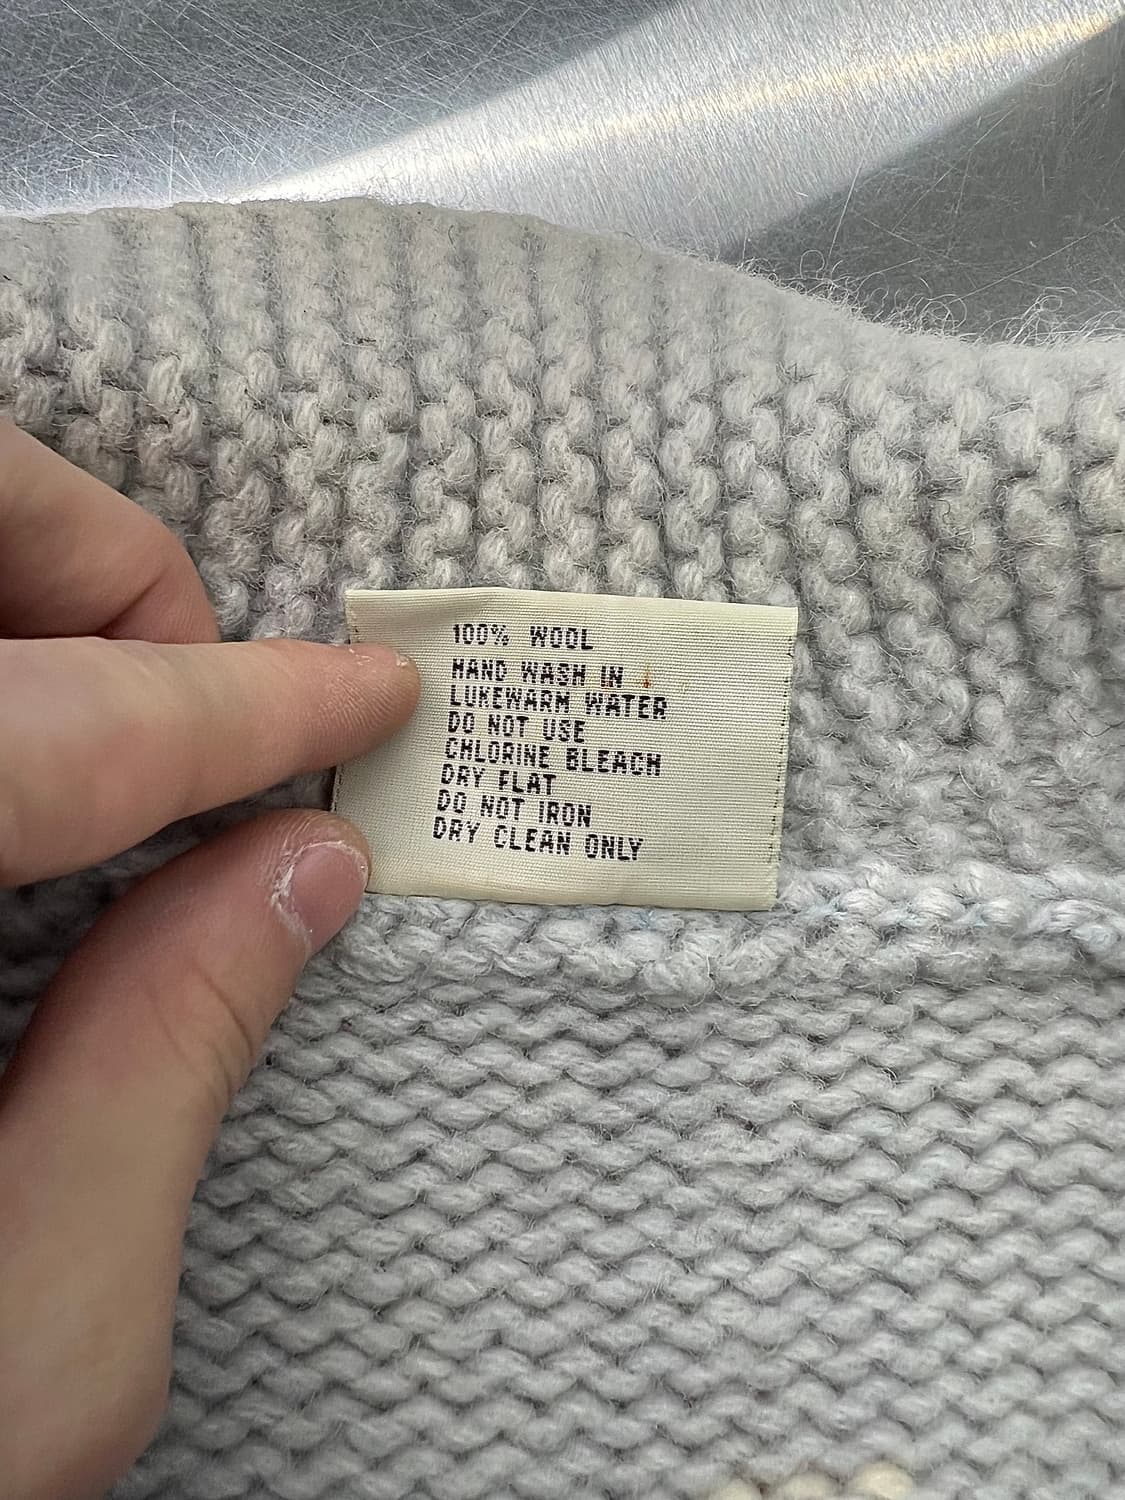 100% WOOL
HAND WASH IN
LUKEWARM WATER
DO NOT USE
CHLORINE BLEACH
DRY FLAT
DO NOT IRON
DRY CLEAN ONLY